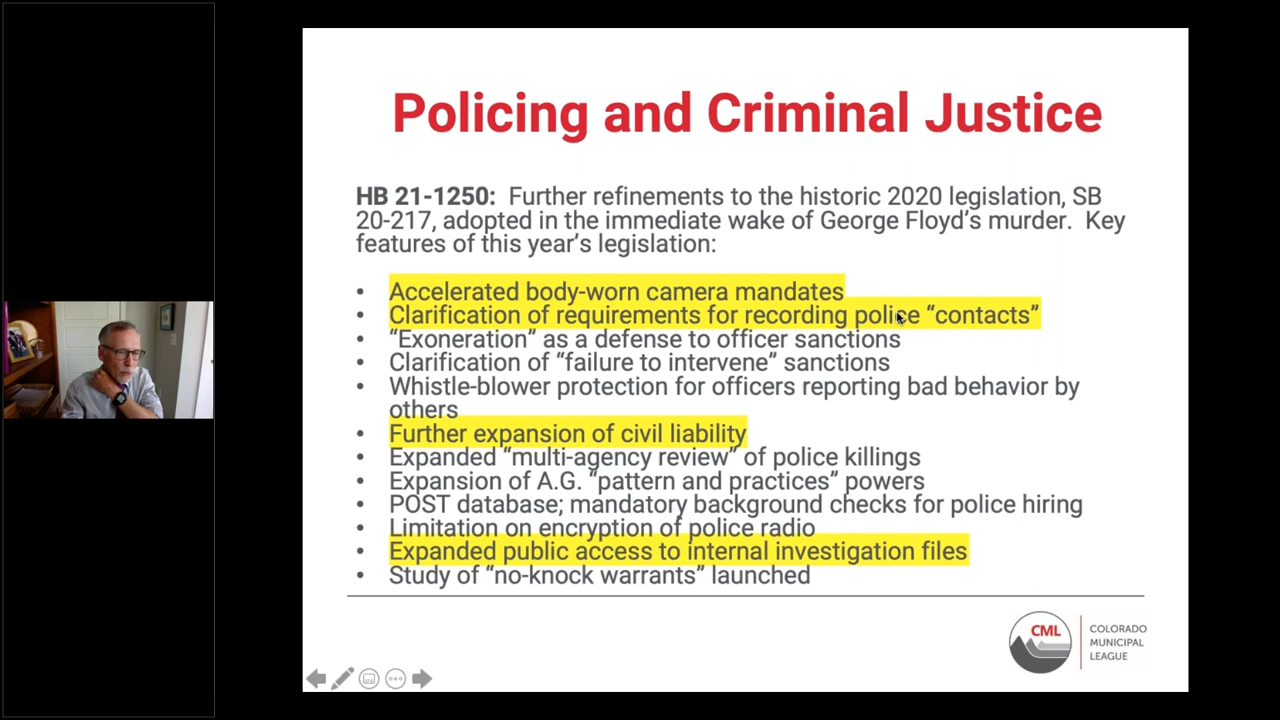 Policing and Criminal Justice
HB 21-1250: Further refinements to the historic 2020 legislation, SB
20-217, adopted in the immediate wake of George Floyd’s murder. Key
features of this year’s legislation:
• Accelerated body-worn camera mandates
• Clarification of requirements for recording police “contacts”
• “Exoneration” as a defense to officer sanctions
• Clarification of “failure to intervene” sanctions
• Whistle-blower protection for officers reporting bad behavior by
others
• Further expansion of civil liability
• Expanded “multi-agency review” of police killings
• Expansion of A.G. “pattern and practices” powers
• POST database; mandatory background checks for police hiring
• Limitation on encryption of police radio
• Expanded public access to internal investigation files
• Study of “no-knock warrants” launched
CML
COLORADO
MUNICIPAL
LEAGUE